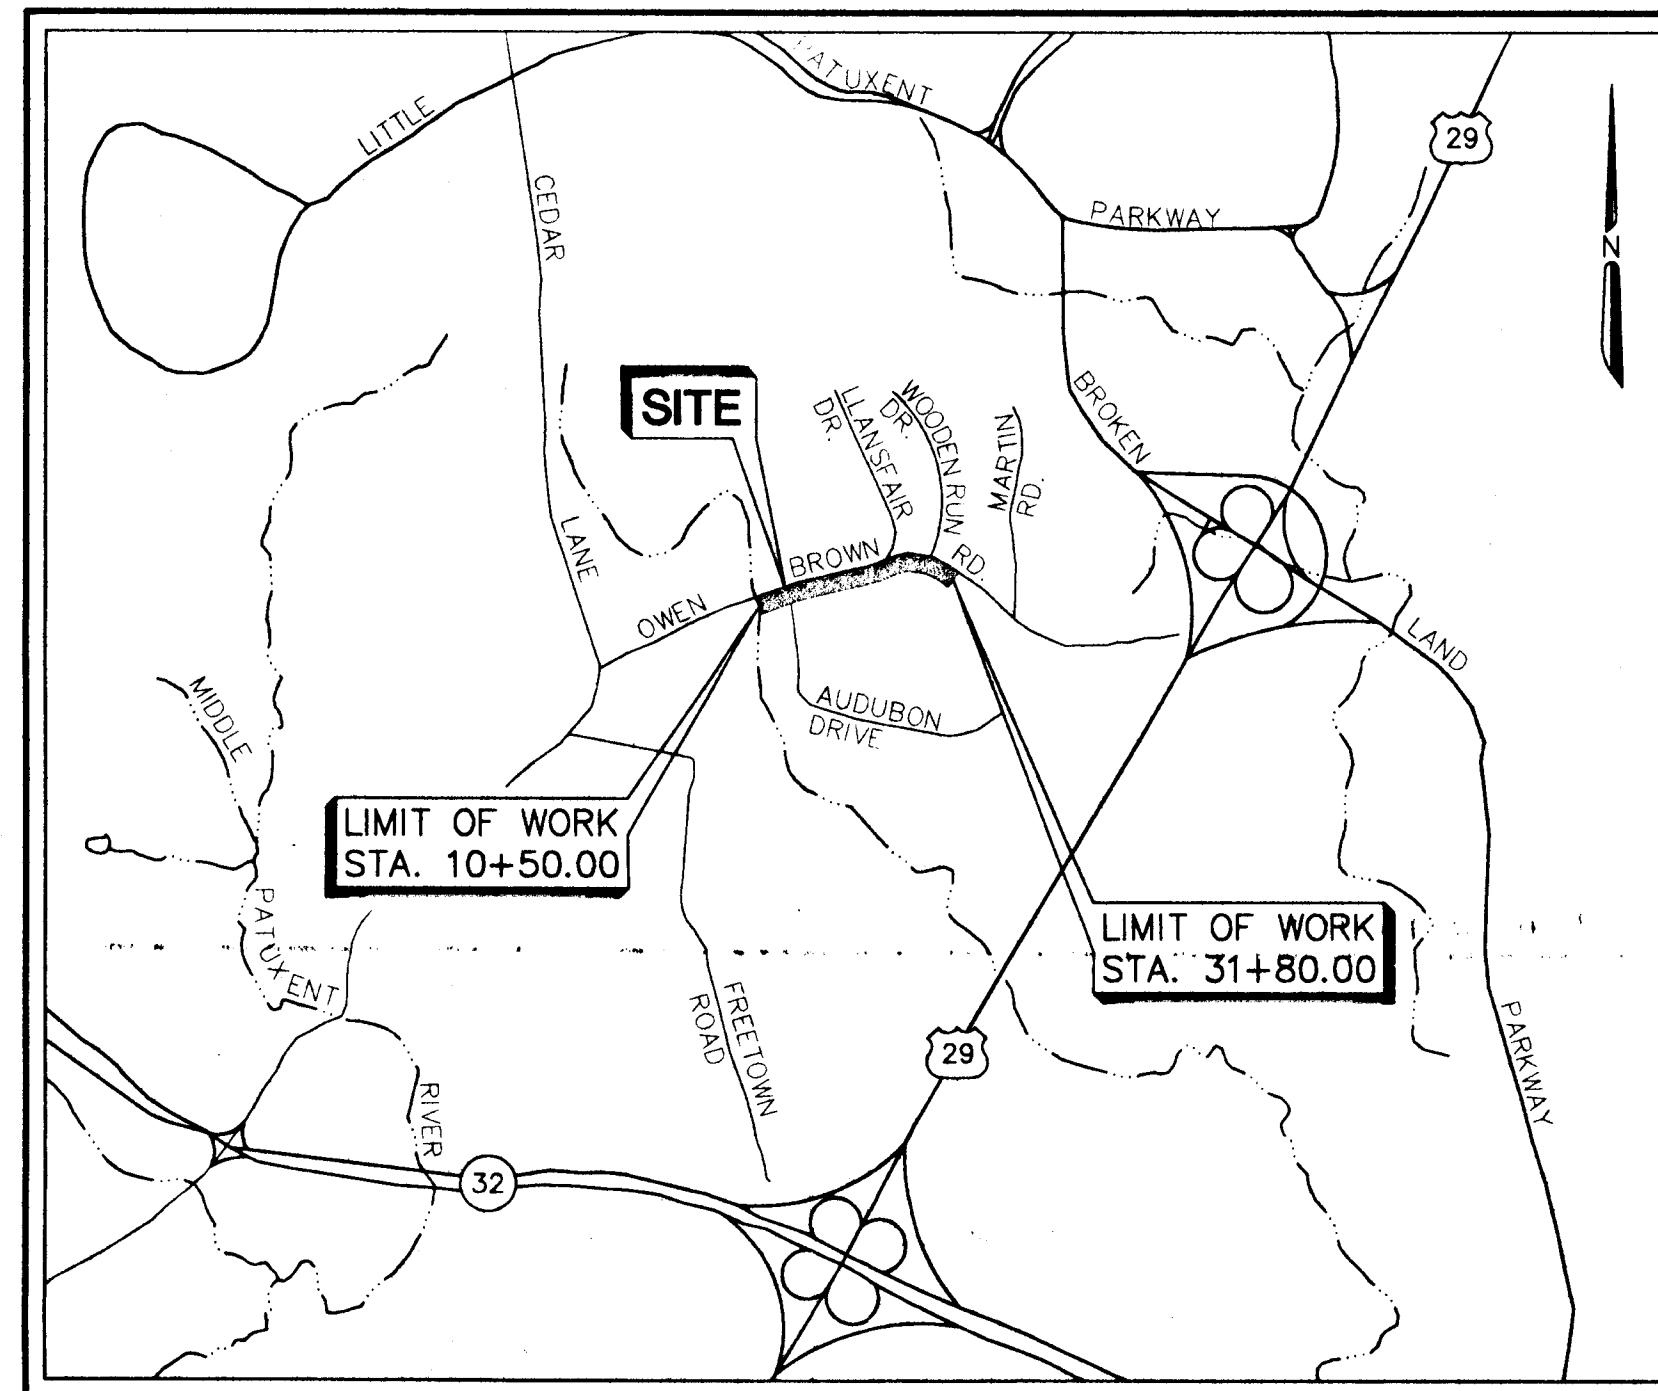 LITTLE
PATUXENT
PARKWAY
29
N
CEDAR
LANE
SITE
LLANSFAIR
DR.
WOODEN RUN
DR.
MARTIN
RD.
BROKEN
LAND
PARKWAY
OWEN
BROWN
RD.
AUDUBON
DRIVE
MIDDLE
PATUXENT
RIVER
LIMIT OF WORK
STA. 10+50.00
LIMIT OF WORK
STA. 31+80.00
FREETOWN
ROAD
29
32